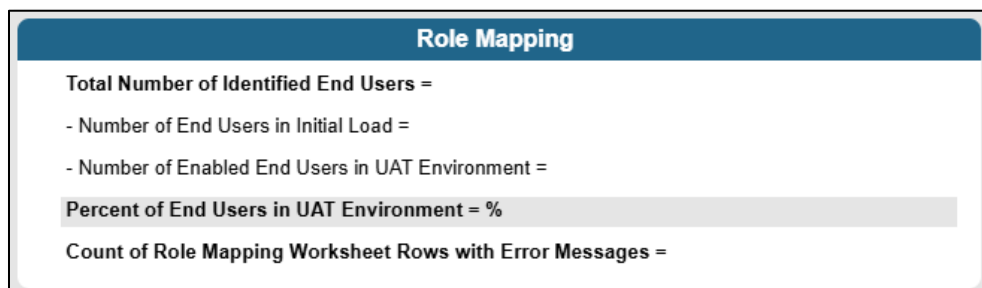 Role Mapping
Total Number of Identified End Users =
- Number of End Users in Initial Load =
- Number of Enabled End Users in UAT Environment =
Percent of End Users in UAT Environment = %
Count of Role Mapping Worksheet Rows with Error Messages =